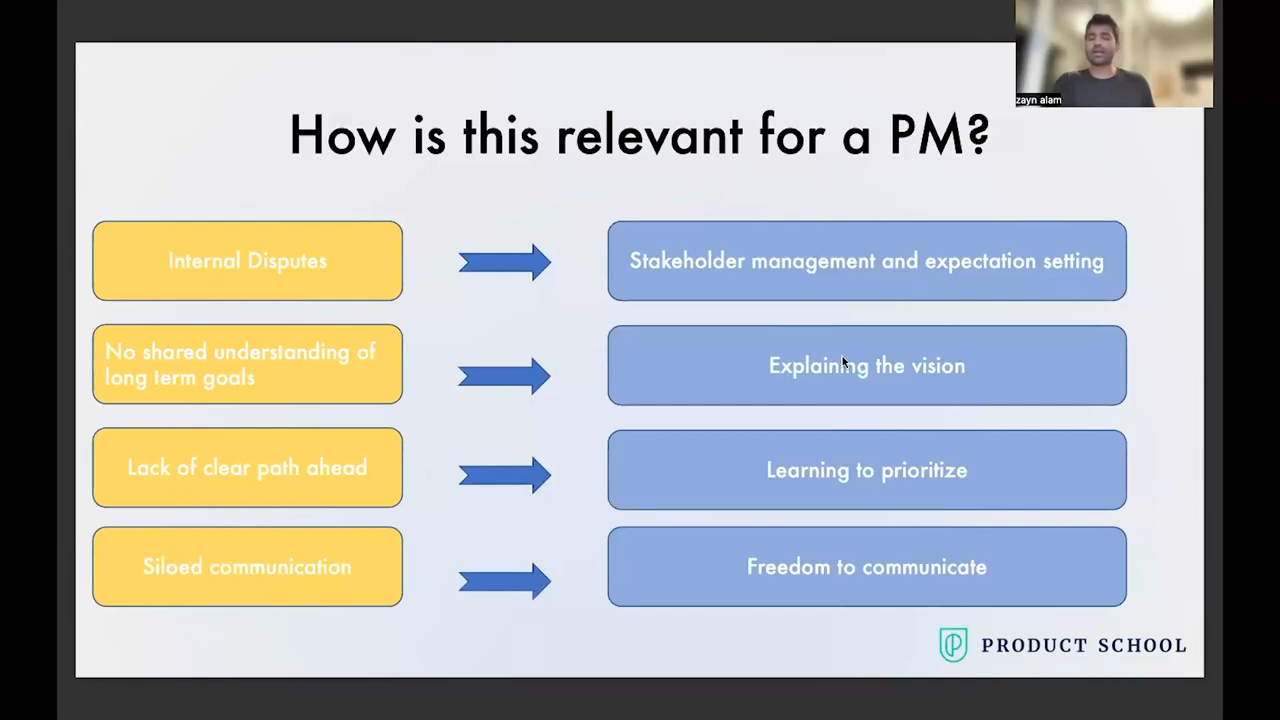 zayn alam
How is this relevant for a PM?
Internal Disputes
Stakeholder management and expectation setting
No shared understanding of
long term goals
Explaining the vision
Lack of clear path ahead
Learning to prioritize
Siloed communication
Freedom to communicate
PRODUCT SCHOOL